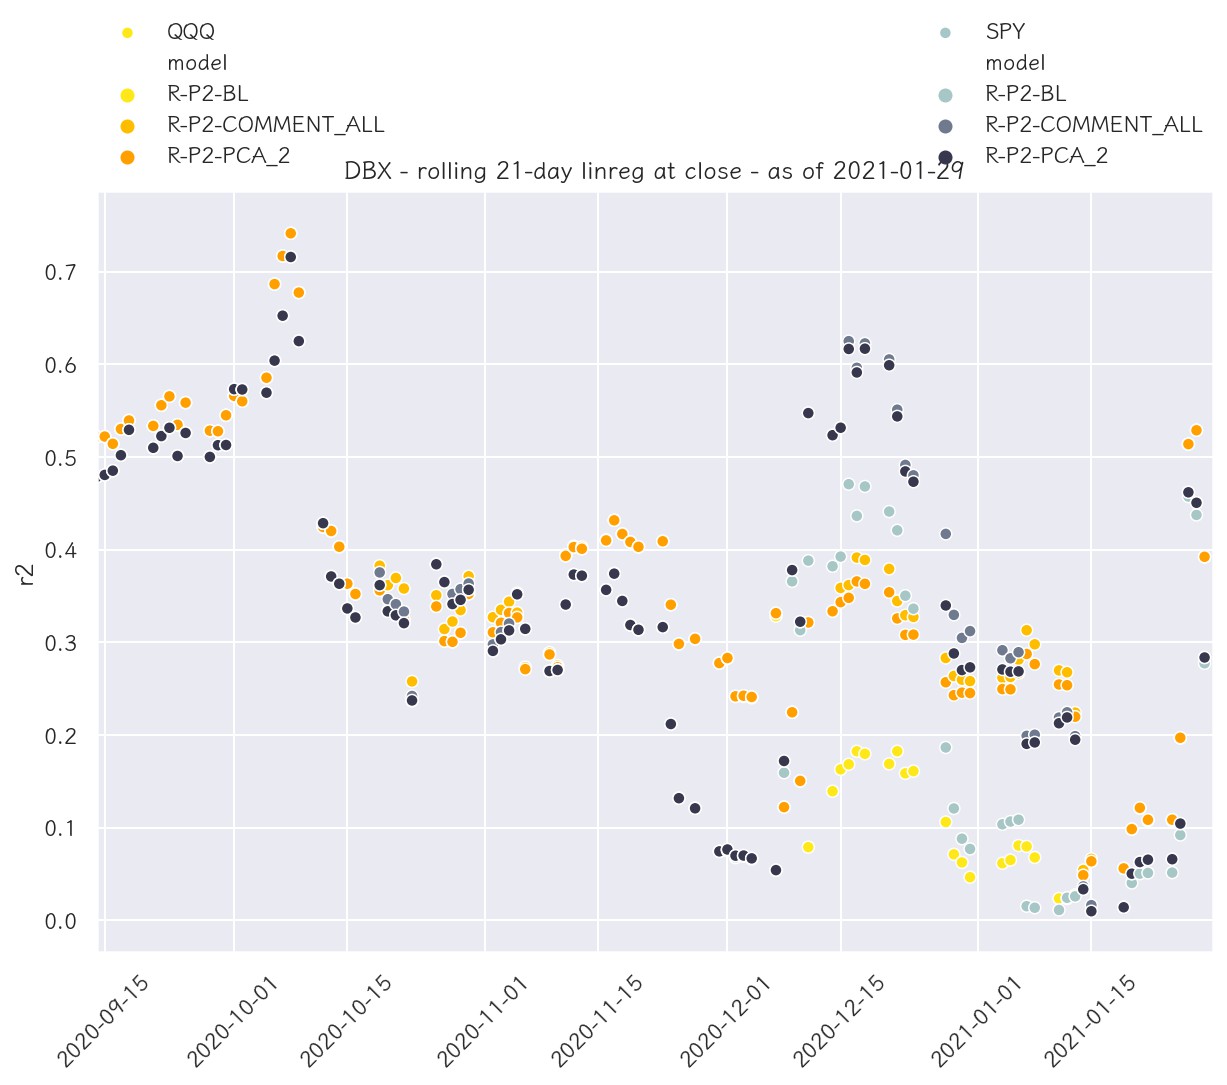 QQQ
model
R-P2-BL
R-P2-COMMENT_ALL
R-P2-PCA_2
SPY
model
R-P2-BL
R-P2-COMMENT_ALL
R-P2-PCA_2
DBX - rolling 21-day linreg at close - as of 2021-01-29
r2
0.7
0.6
0.5
0.4
0.3
0.2
0.1
0.0
2020-09-15
2020-10-01
2020-10-15
2020-11-01
2020-11-15
2020-12-01
2020-12-15
2021-01-01
2021-01-15